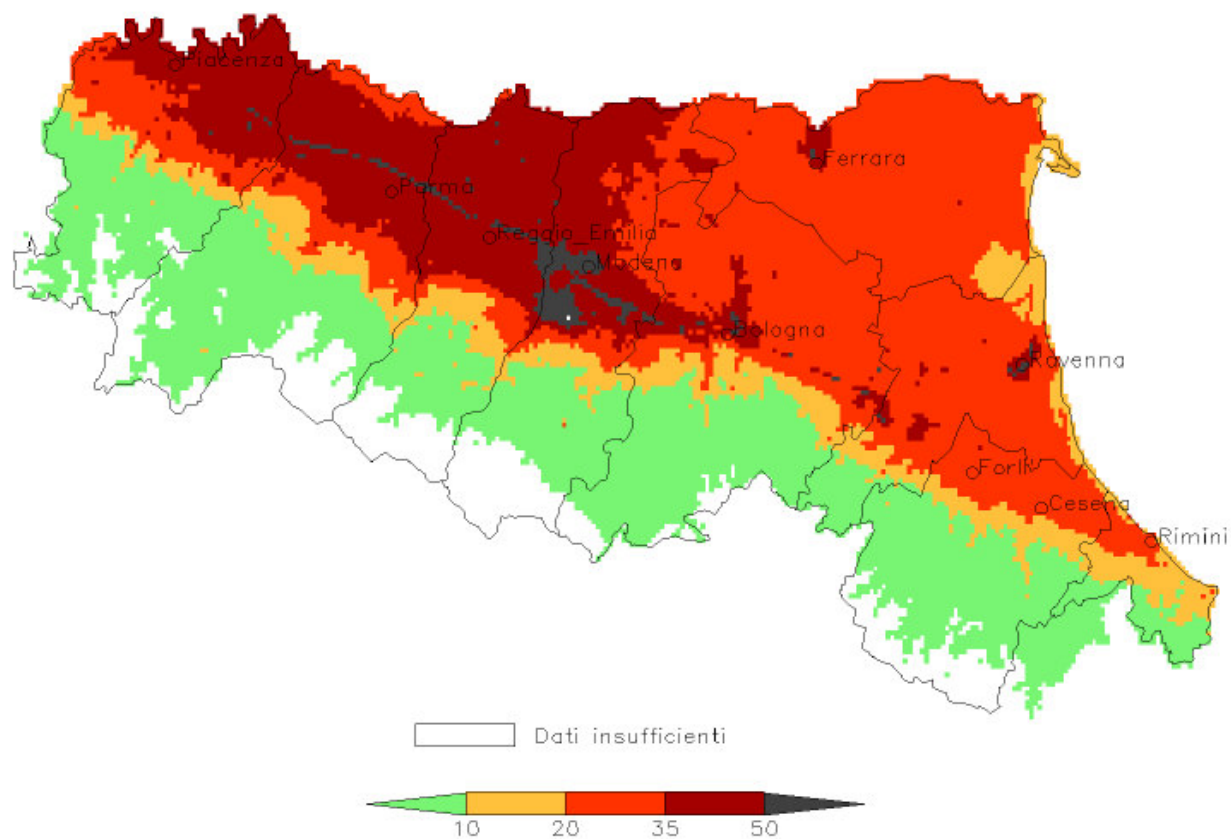 Piacenza
Ferrara
Parma
Reggio_Emilia
Modena
Bologna
Ravenna
Forlì
Cesena
Rimini
Dati insufficienti
10 20 35 50